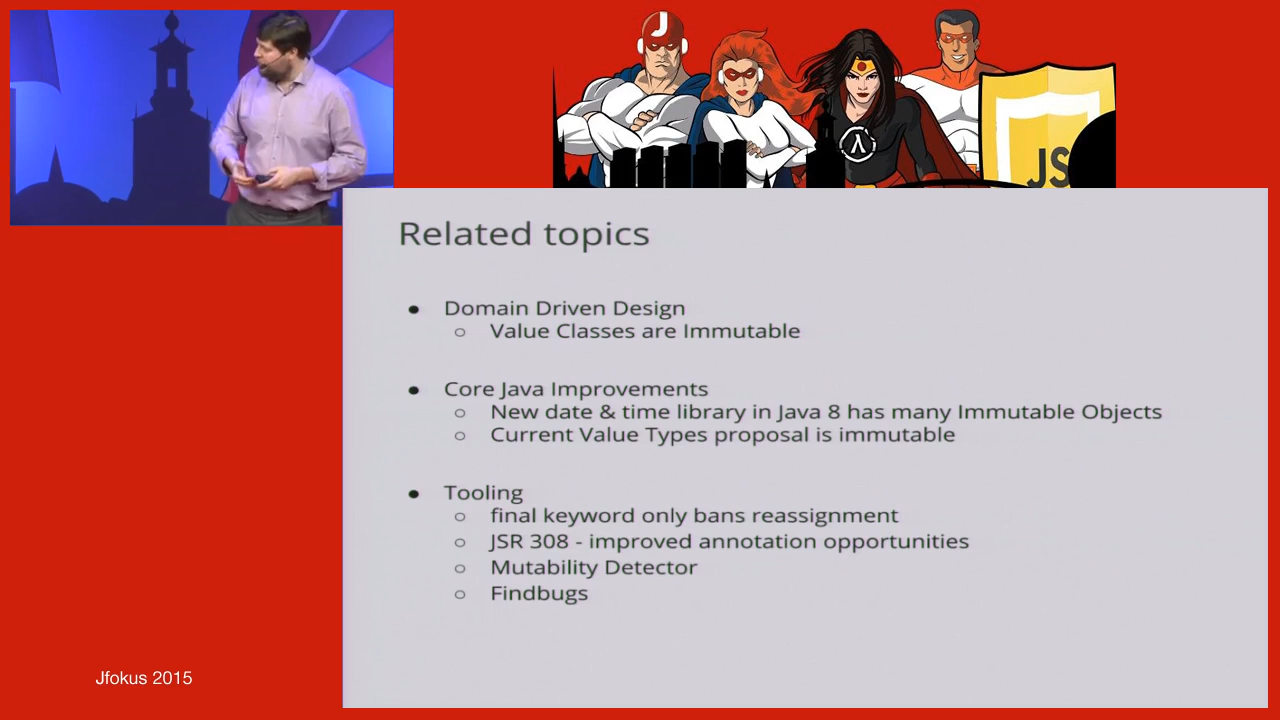 J
λ
JS
Related topics
● Domain Driven Design
○ Value Classes are Immutable
● Core Java Improvements
○ New date & time library in Java 8 has many Immutable Objects
○ Current Value Types proposal is immutable
● Tooling
○ final keyword only bans reassignment
○ JSR 308 - improved annotation opportunities
○ Mutability Detector
○ Findbugs
Jfokus 2015